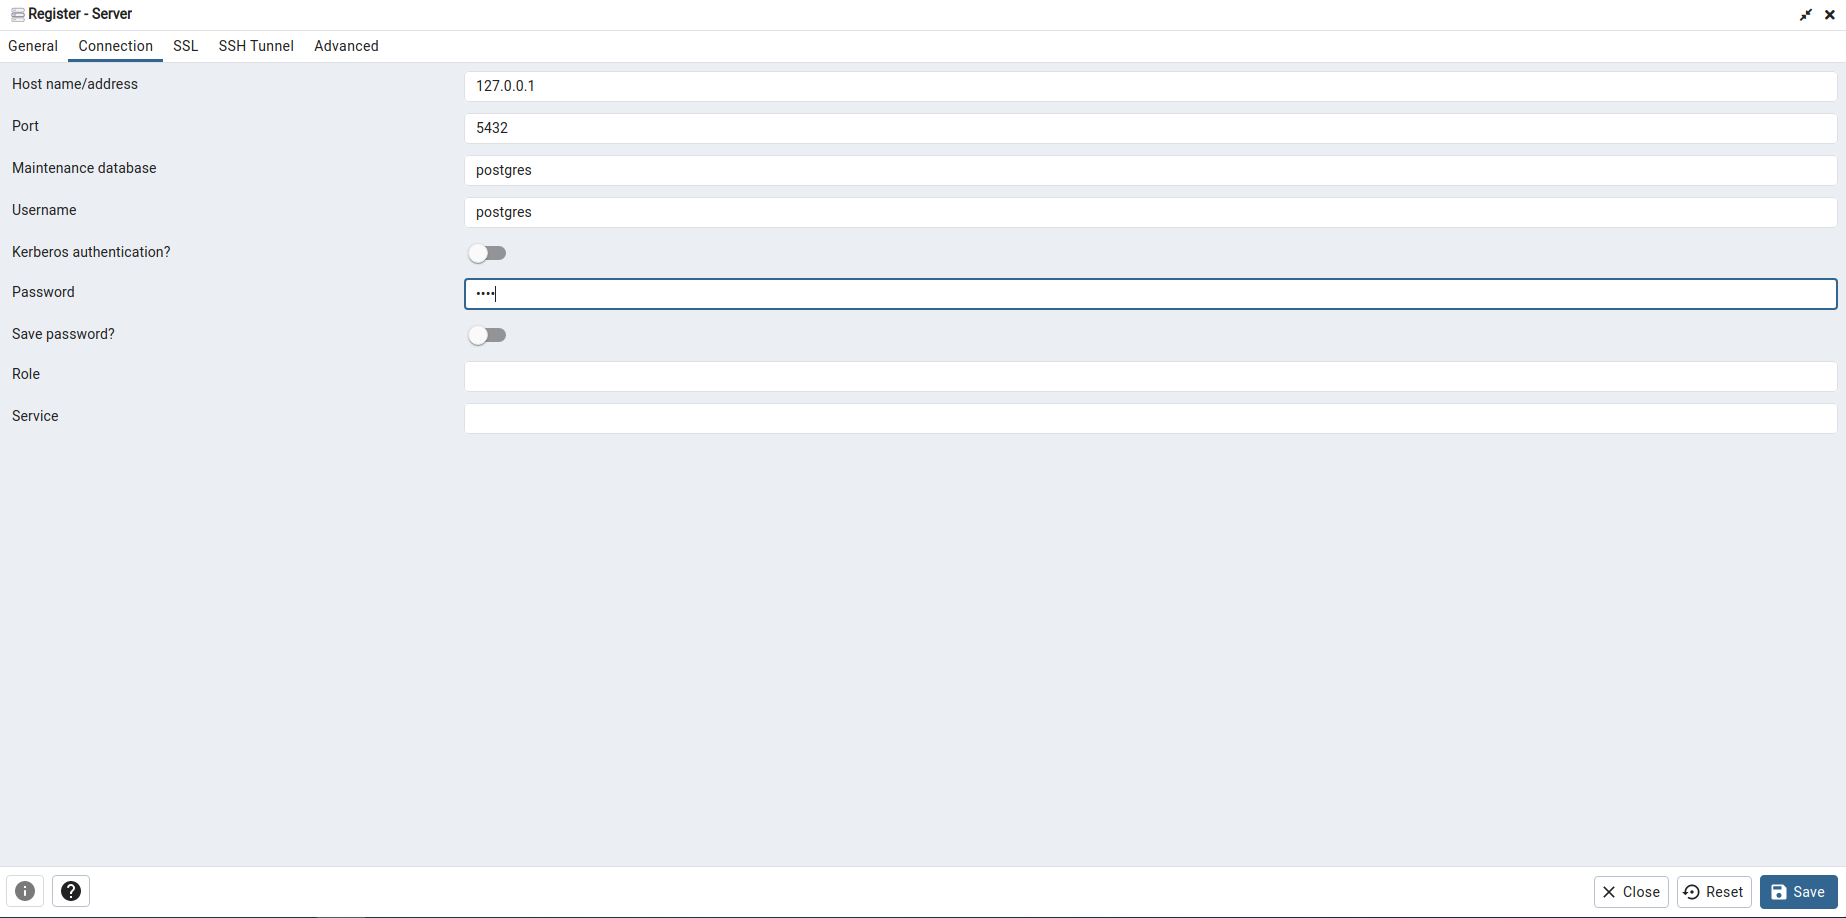 Register - Server
General Connection SSL SSH Tunnel Advanced
Host name/address 127.0.0.1
Port 5432
Maintenance database postgres
Username postgres
Kerberos authentication?
Password ••••
Save password?
Role
Service
Close Reset Save